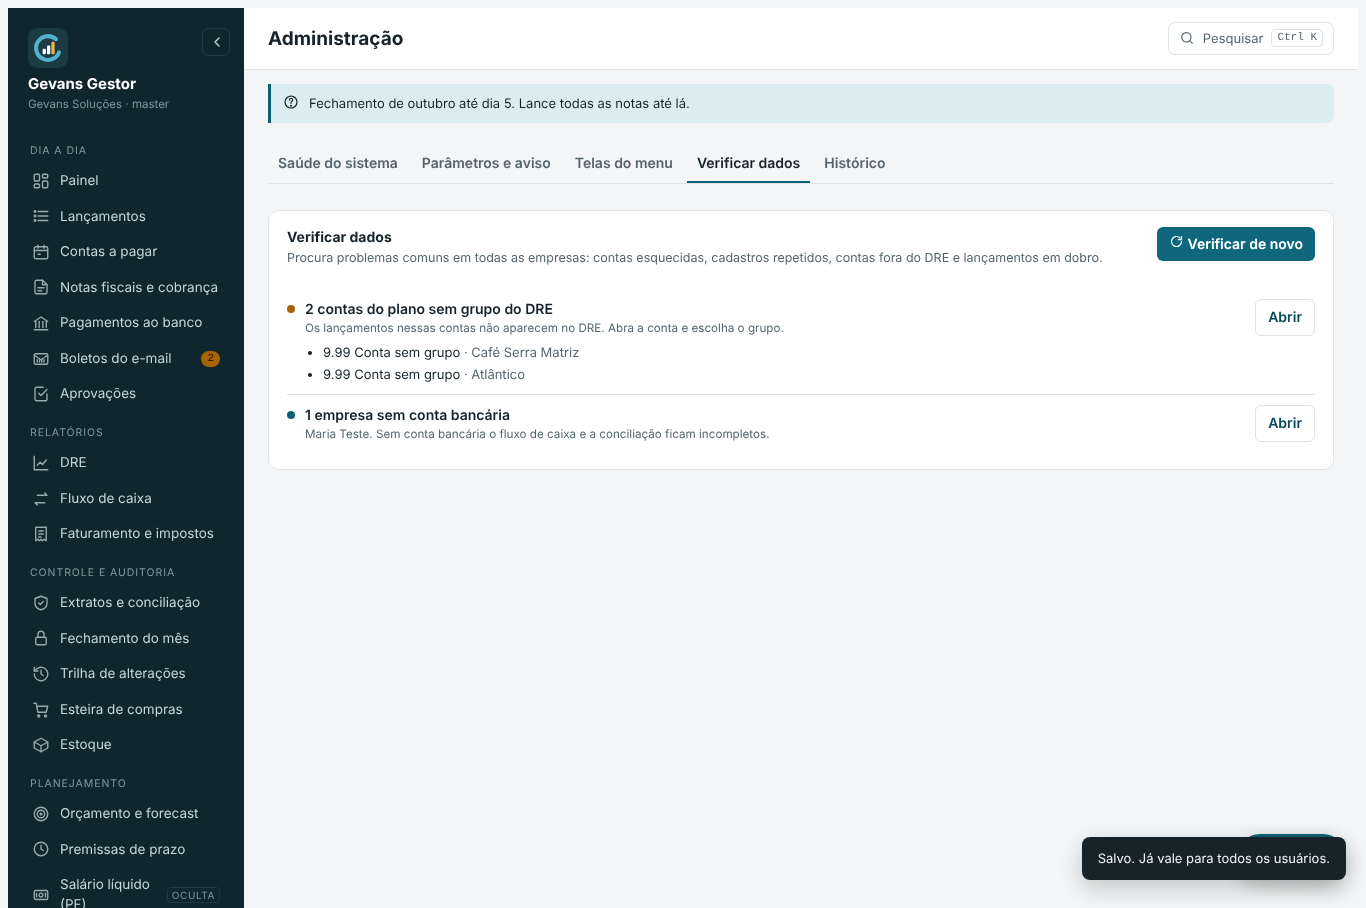 Gevans Gestor
Gevans Soluções · master
DIA A DIA
Painel
Lançamentos
Contas a pagar
Notas fiscais e cobrança
Pagamentos ao banco
Boletos do e-mail 2
Aprovações
RELATÓRIOS
DRE
Fluxo de caixa
Faturamento e impostos
CONTROLE E AUDITORIA
Extratos e conciliação
Fechamento do mês
Trilha de alterações
Esteira de compras
Estoque
PLANEJAMENTO
Orçamento e forecast
Premissas de prazo
Salário líquido
(PF) OCULTA
Administração
Pesquisar Ctrl K
Fechamento de outubro até dia 5. Lance todas as notas até lá.
Saúde do sistema Parâmetros e aviso Telas do menu Verificar dados Histórico
Verificar dados
Procura problemas comuns em todas as empresas: contas esquecidas, cadastros repetidos, contas fora do DRE e lançamentos em dobro.
Verificar de novo
2 contas do plano sem grupo do DRE
Os lançamentos nessas contas não aparecem no DRE. Abra a conta e escolha o grupo.
Abrir
• 9.99 Conta sem grupo · Café Serra Matriz
• 9.99 Conta sem grupo · Atlântico
1 empresa sem conta bancária
Maria Teste. Sem conta bancária o fluxo de caixa e a conciliação ficam incompletos.
Abrir
Salvo. Já vale para todos os usuários.